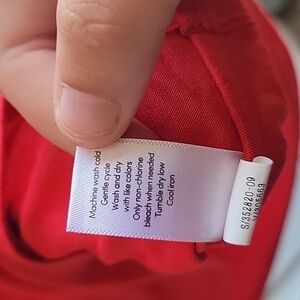 Machine wash cold
Gentle cycle
Wash and dry
with like colors
Only non-chlorine
bleach when needed
Tumble dry low
Cool iron
S/352820-09